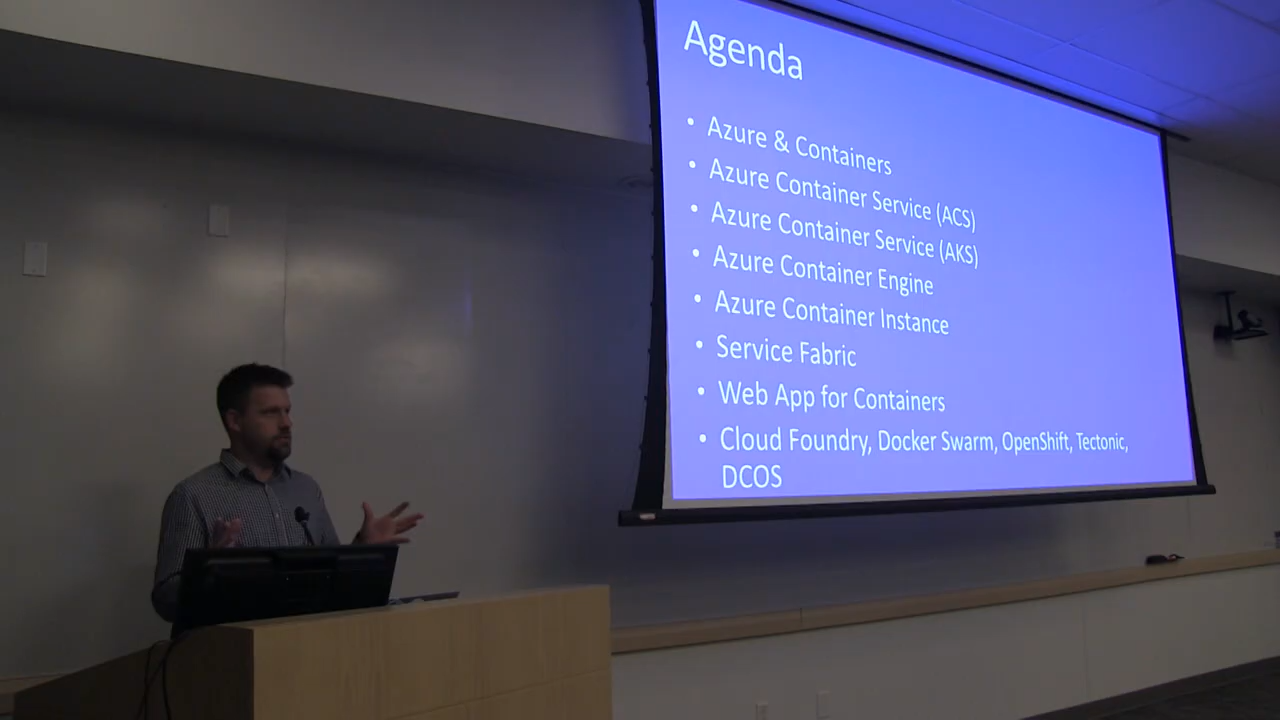 Agenda
• Azure & Containers
• Azure Container Service (ACS)
• Azure Container Service (AKS)
• Azure Container Engine
• Azure Container Instance
• Service Fabric
• Web App for Containers
• Cloud Foundry, Docker Swarm, OpenShift, Tectonic,
DCOS